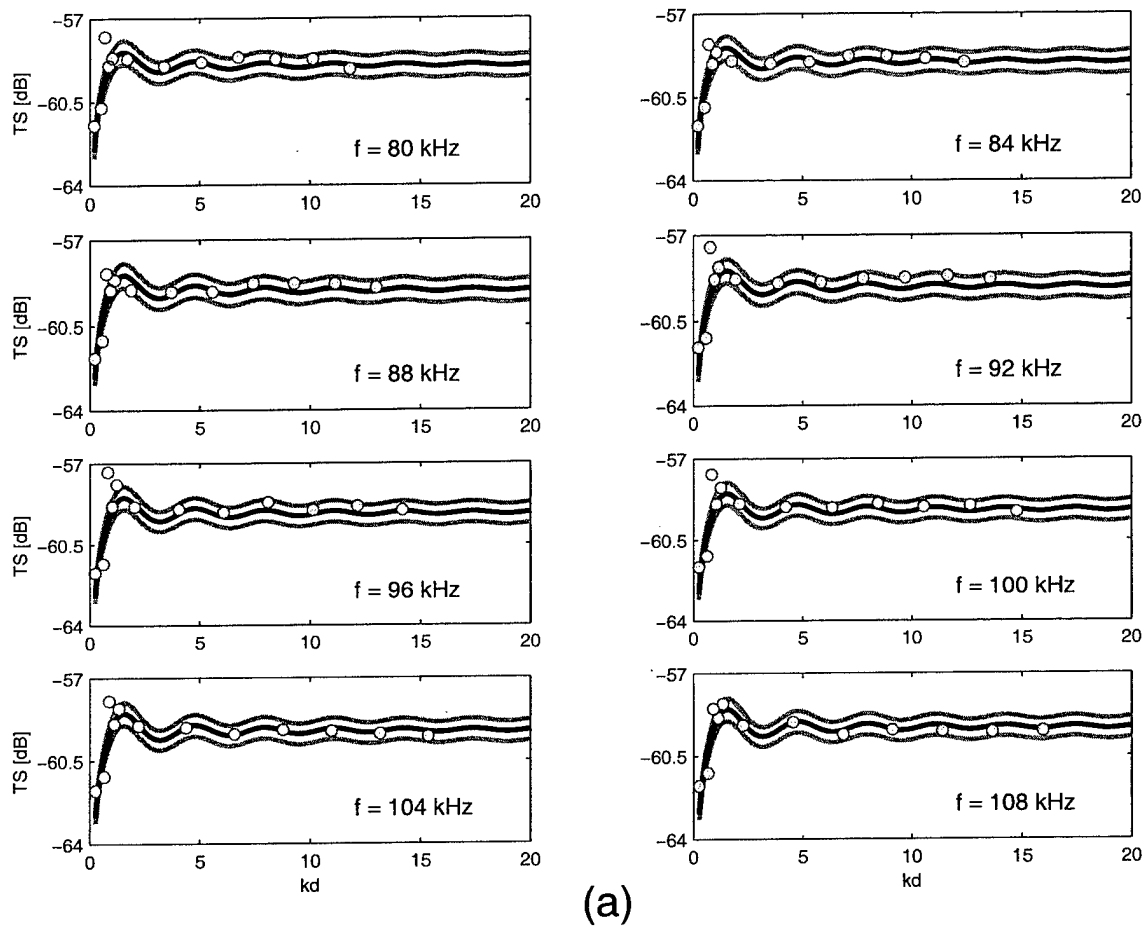 -57
TS [dB]
-60.5
f = 80 kHz
-64
0 5 10 15 20
-57
-60.5
f = 84 kHz
-64
0 5 10 15 20
-57
TS [dB]
-60.5
f = 88 kHz
-64
0 5 10 15 20
-57
-60.5
f = 92 kHz
-64
0 5 10 15 20
-57
TS [dB]
-60.5
f = 96 kHz
-64
0 5 10 15 20
-57
-60.5
f = 100 kHz
-64
0 5 10 15 20
-57
TS [dB]
-60.5
f = 104 kHz
-64
0 5 10 15 20
kd
-57
-60.5
f = 108 kHz
-64
0 5 10 15 20
kd
(a)